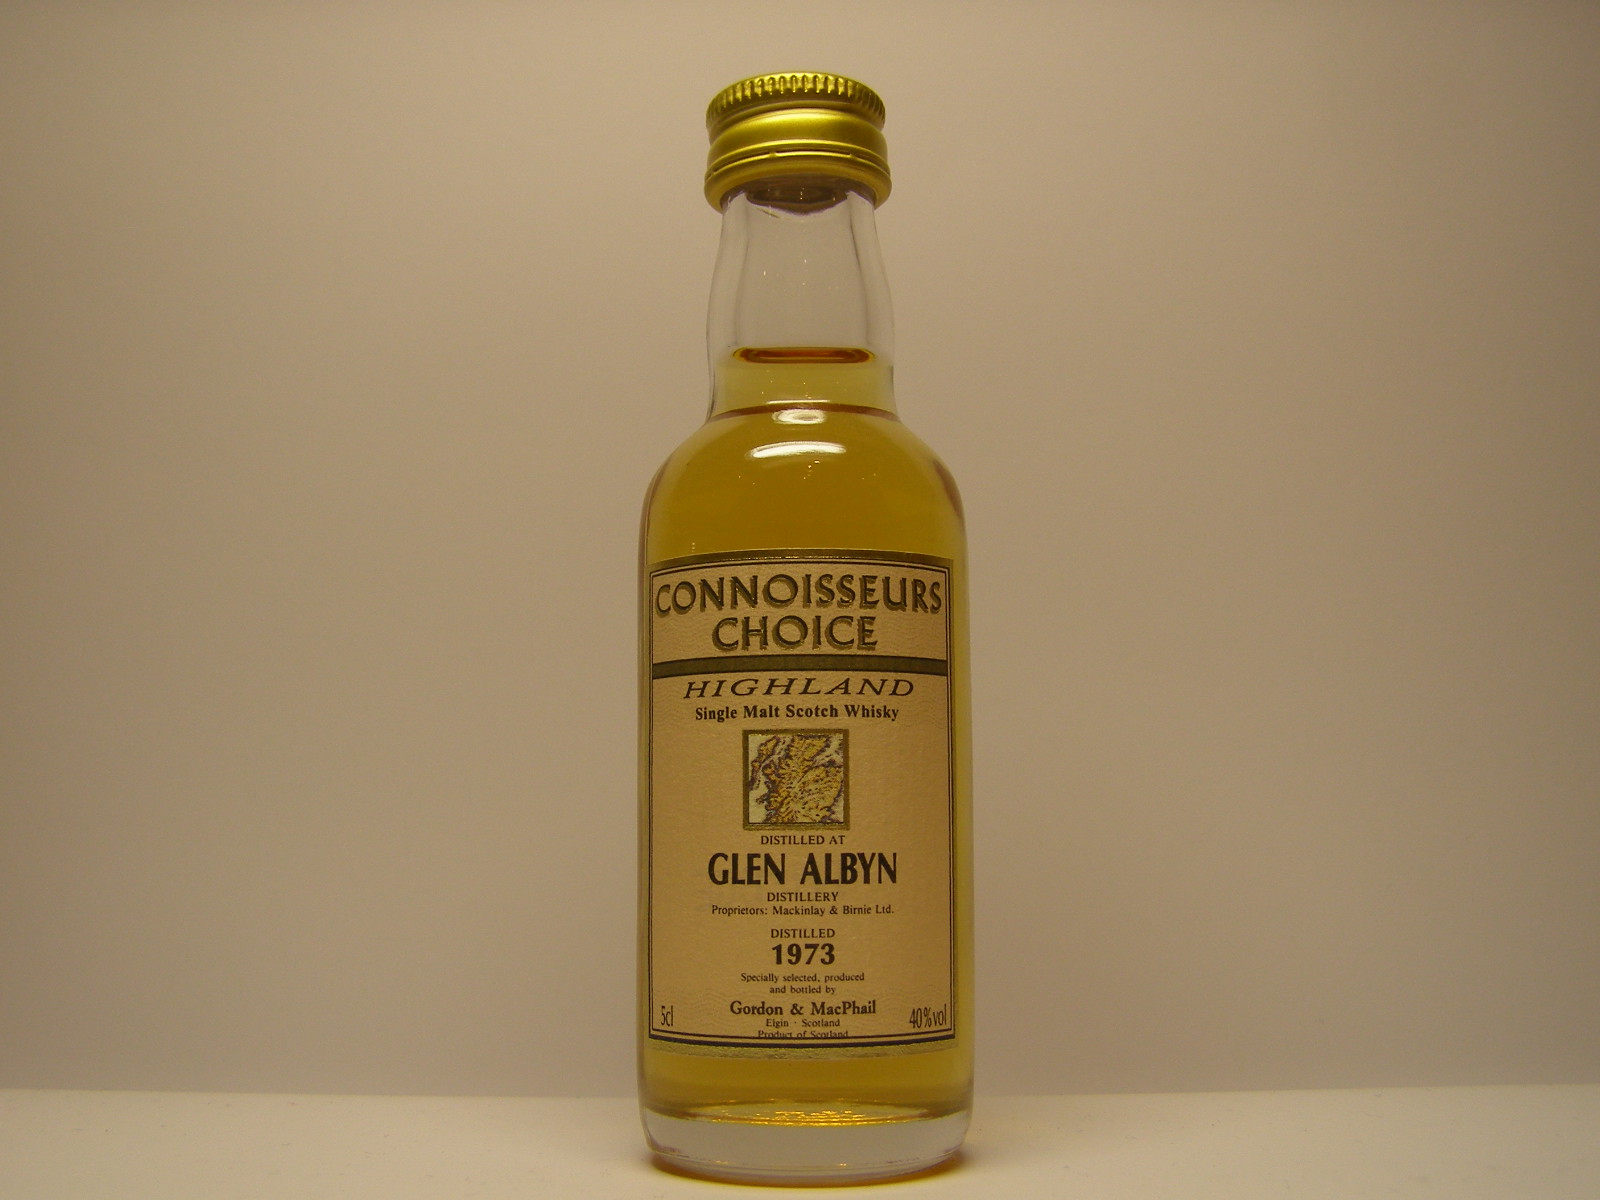 CONNOISSEURS
CHOICE
HIGHLAND
Single Malt Scotch Whisky
DISTILLED AT
GLEN ALBYN
DISTILLERY
Proprietors: Mackinlay & Birnie Ltd.
DISTILLED
1973
Specially selected, produced
and bottled by
Gordon & MacPhail
5cl Elgin · Scotland 40%vol
Product of Scotland